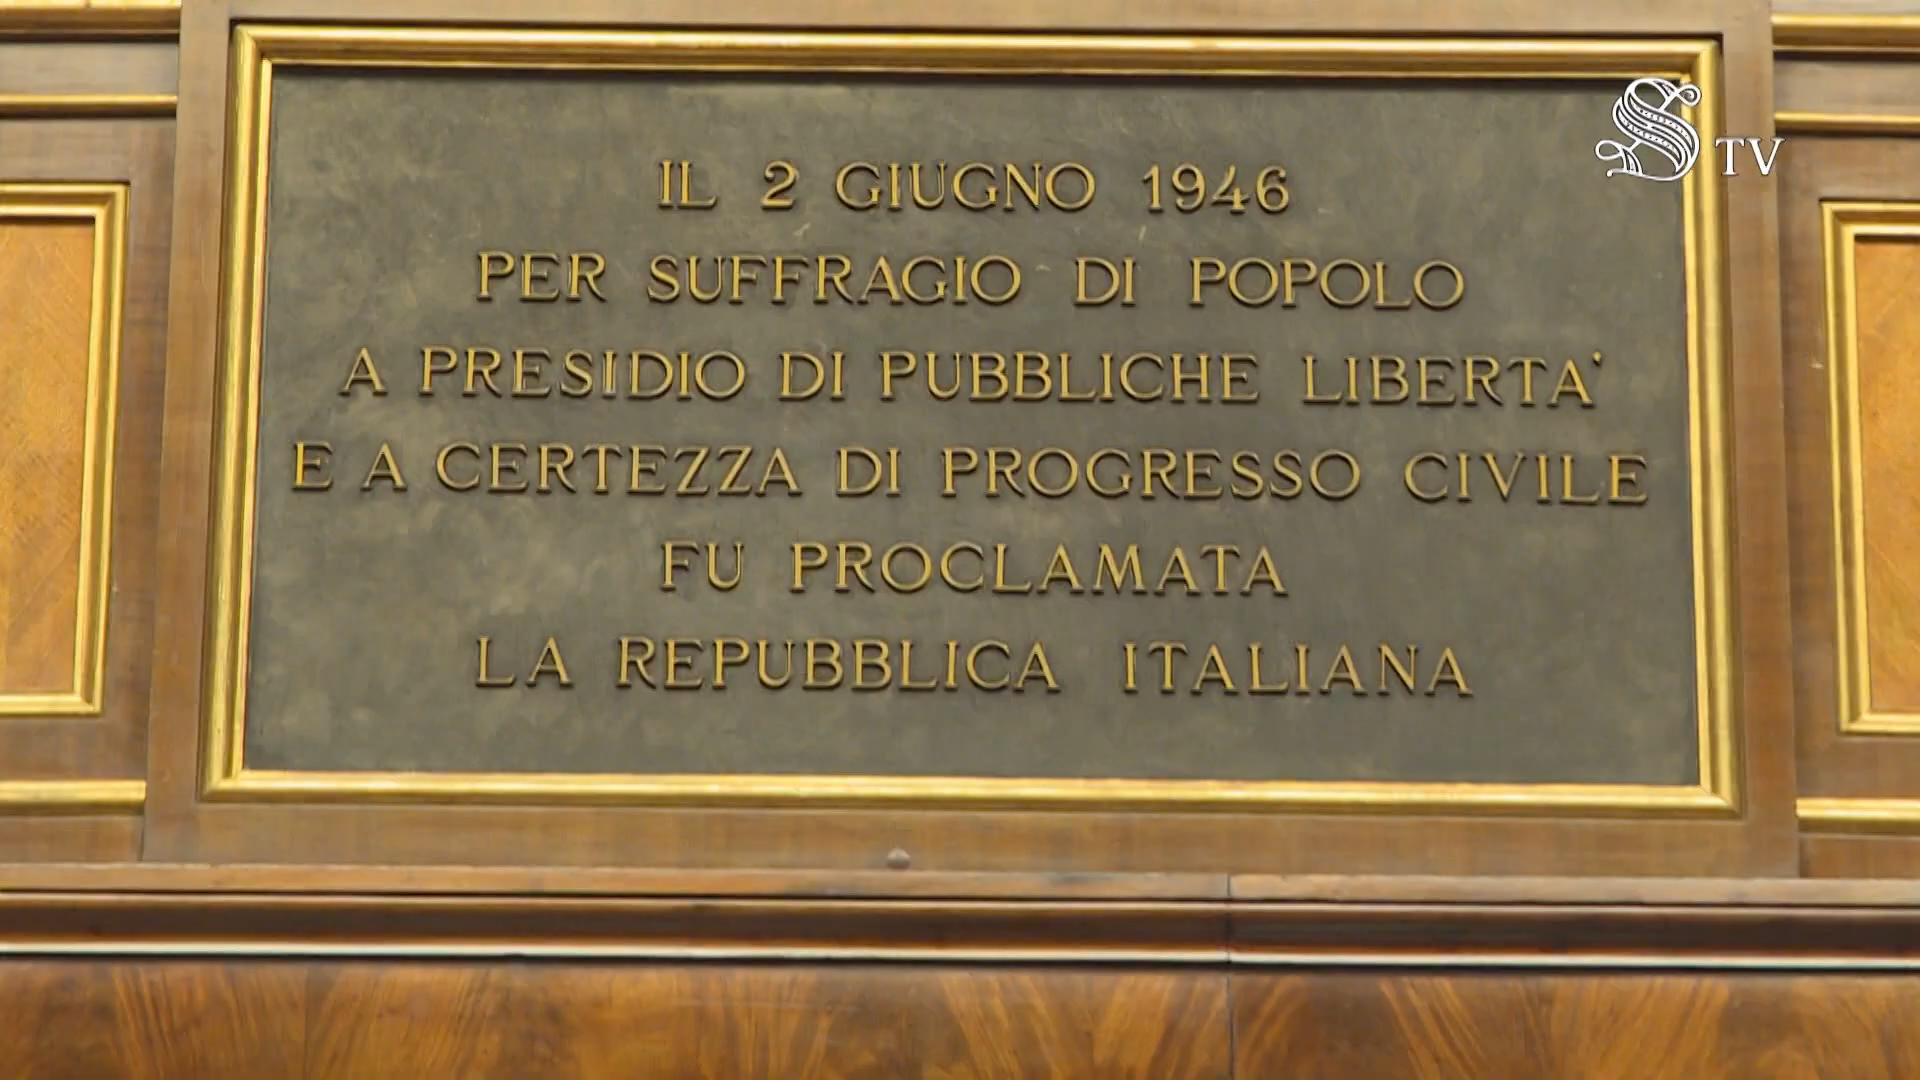 IL 2 GIUGNO 1946
PER SUFFRAGIO DI POPOLO
A PRESIDIO DI PUBBLICHE LIBERTA'
E A CERTEZZA DI PROGRESSO CIVILE
FU PROCLAMATA
LA REPUBBLICA ITALIANA
S TV